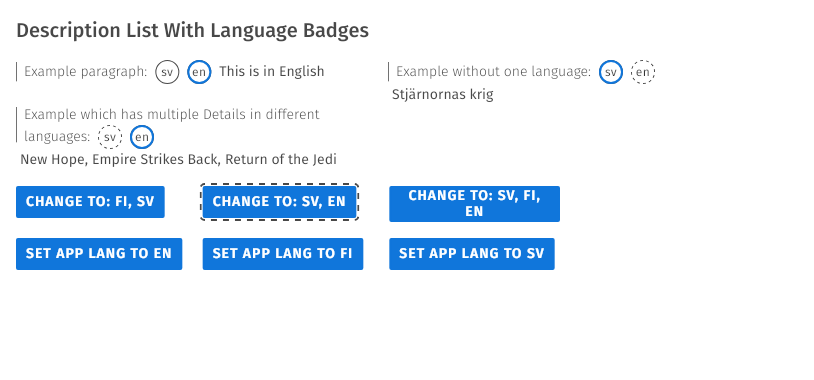 Description List With Language Badges
Example paragraph: sv en This is in English
Example without one language: sv en
Stjärnornas krig
Example which has multiple Details in different
languages: sv en
New Hope, Empire Strikes Back, Return of the Jedi
CHANGE TO: FI, SV
CHANGE TO: SV, EN
CHANGE TO: SV, FI,
EN
SET APP LANG TO EN
SET APP LANG TO FI
SET APP LANG TO SV